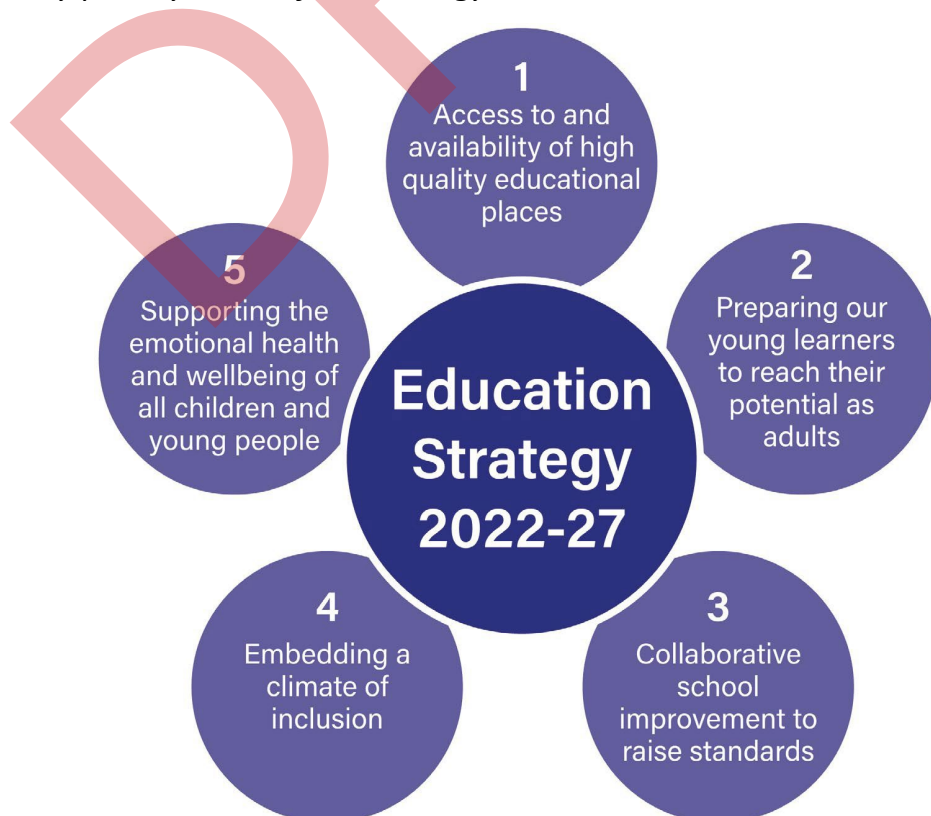 1
Access to and
availability of high
quality educational
places
2
Preparing our
young learners
to reach their
potential as
adults
3
Collaborative
school
improvement to
raise standards
4
Embedding a
climate of
inclusion
5
Supporting the
emotional health
and wellbeing of
all children and
young people
Education
Strategy
2022-27